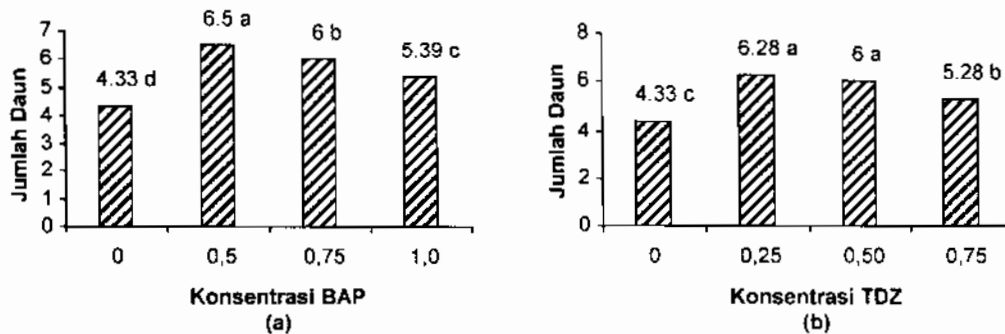 6.5 a
6 b
5.39 c
4.33 d
7
6
5
4
3
2
1
0
Jumlah Daun
0 0,5 0,75 1,0
Konsentrasi BAP
(a)
6.28 a
6 a
5.28 b
4.33 c
8
6
4
2
0
Jumlah Daun
0 0,25 0,50 0,75
Konsentrasi TDZ
(b)